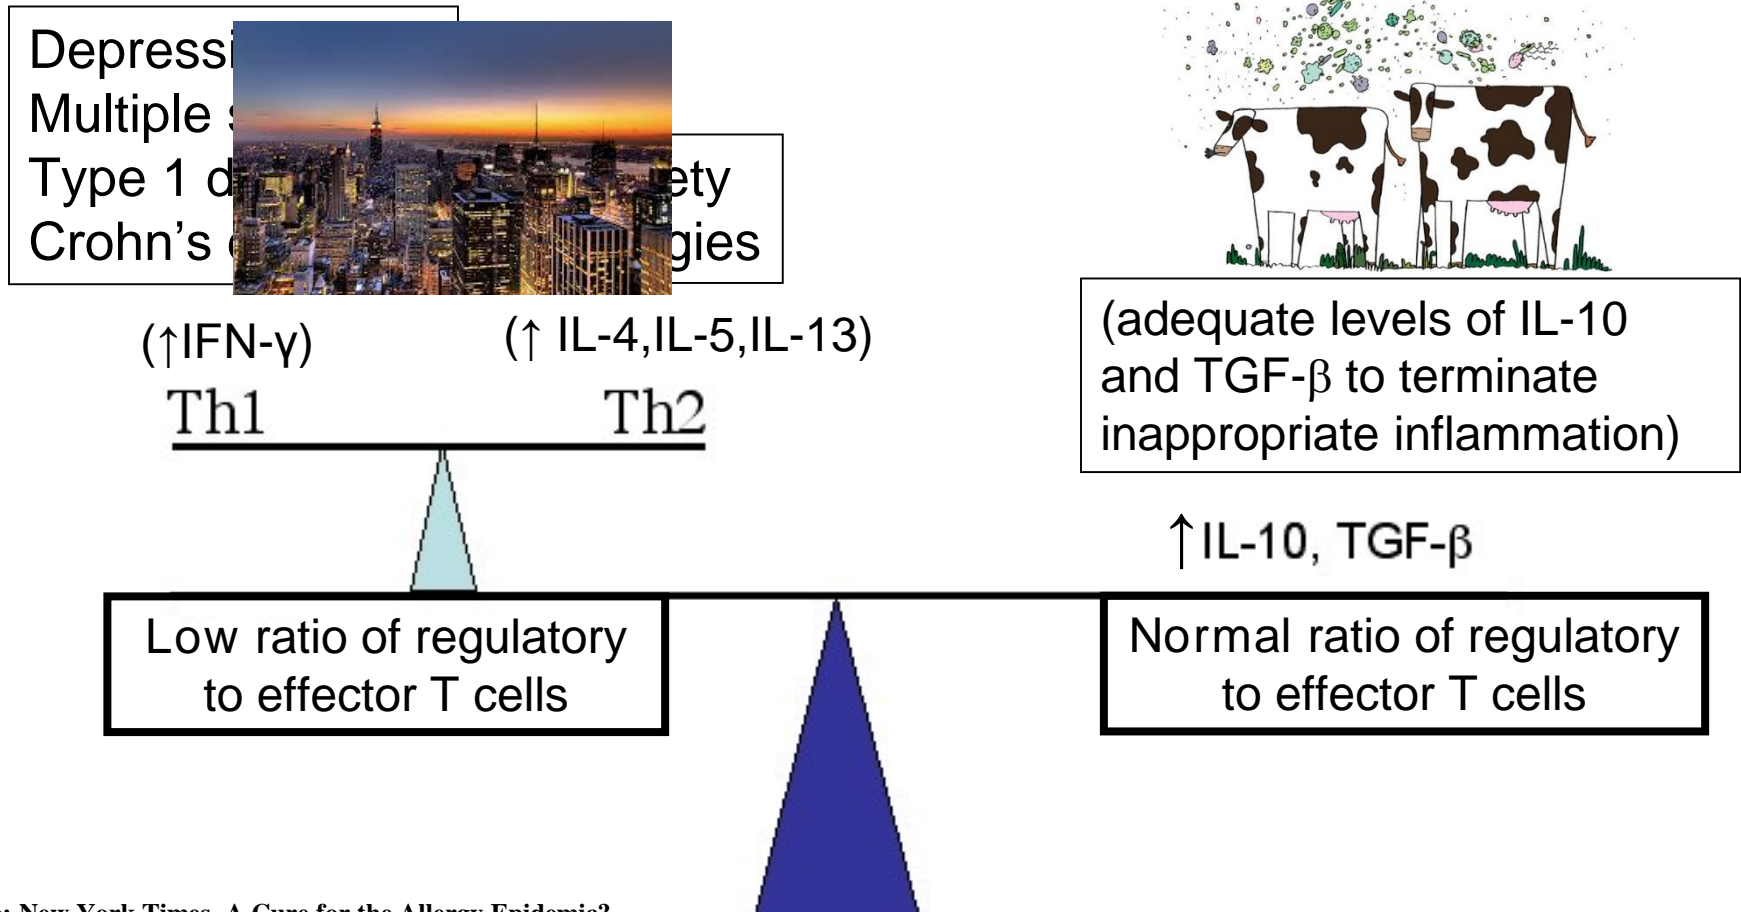 Depressi
Multiple
Type 1 d
Crohn’s
ety
gies
(↑IFN-γ)
(↑ IL-4,IL-5,IL-13)
Th1
Th2
(adequate levels of IL-10
and TGF-β to terminate
inappropriate inflammation)
↑IL-10, TGF-β
Low ratio of regulatory
to effector T cells
Normal ratio of regulatory
to effector T cells
New York Times, A Cure for the Allergy Epidemic?